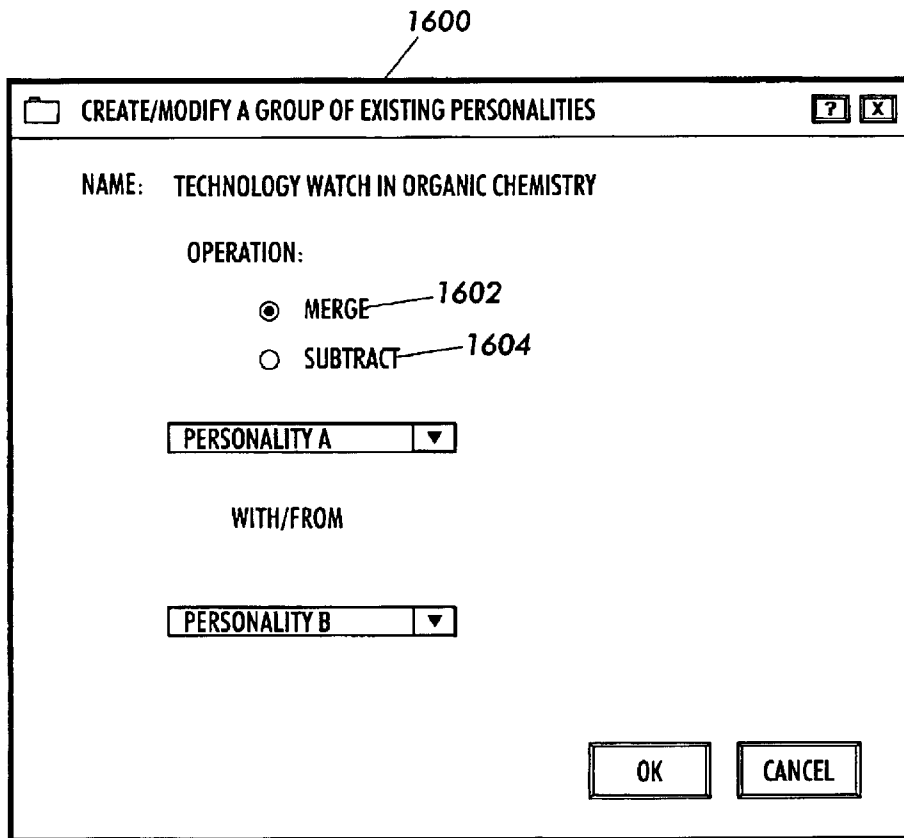 1600
CREATE/MODIFY A GROUP OF EXISTING PERSONALITIES ? X
NAME: TECHNOLOGY WATCH IN ORGANIC CHEMISTRY
OPERATION:
MERGE 1602
SUBTRACT 1604
PERSONALITY A
WITH/FROM
PERSONALITY B
OK CANCEL